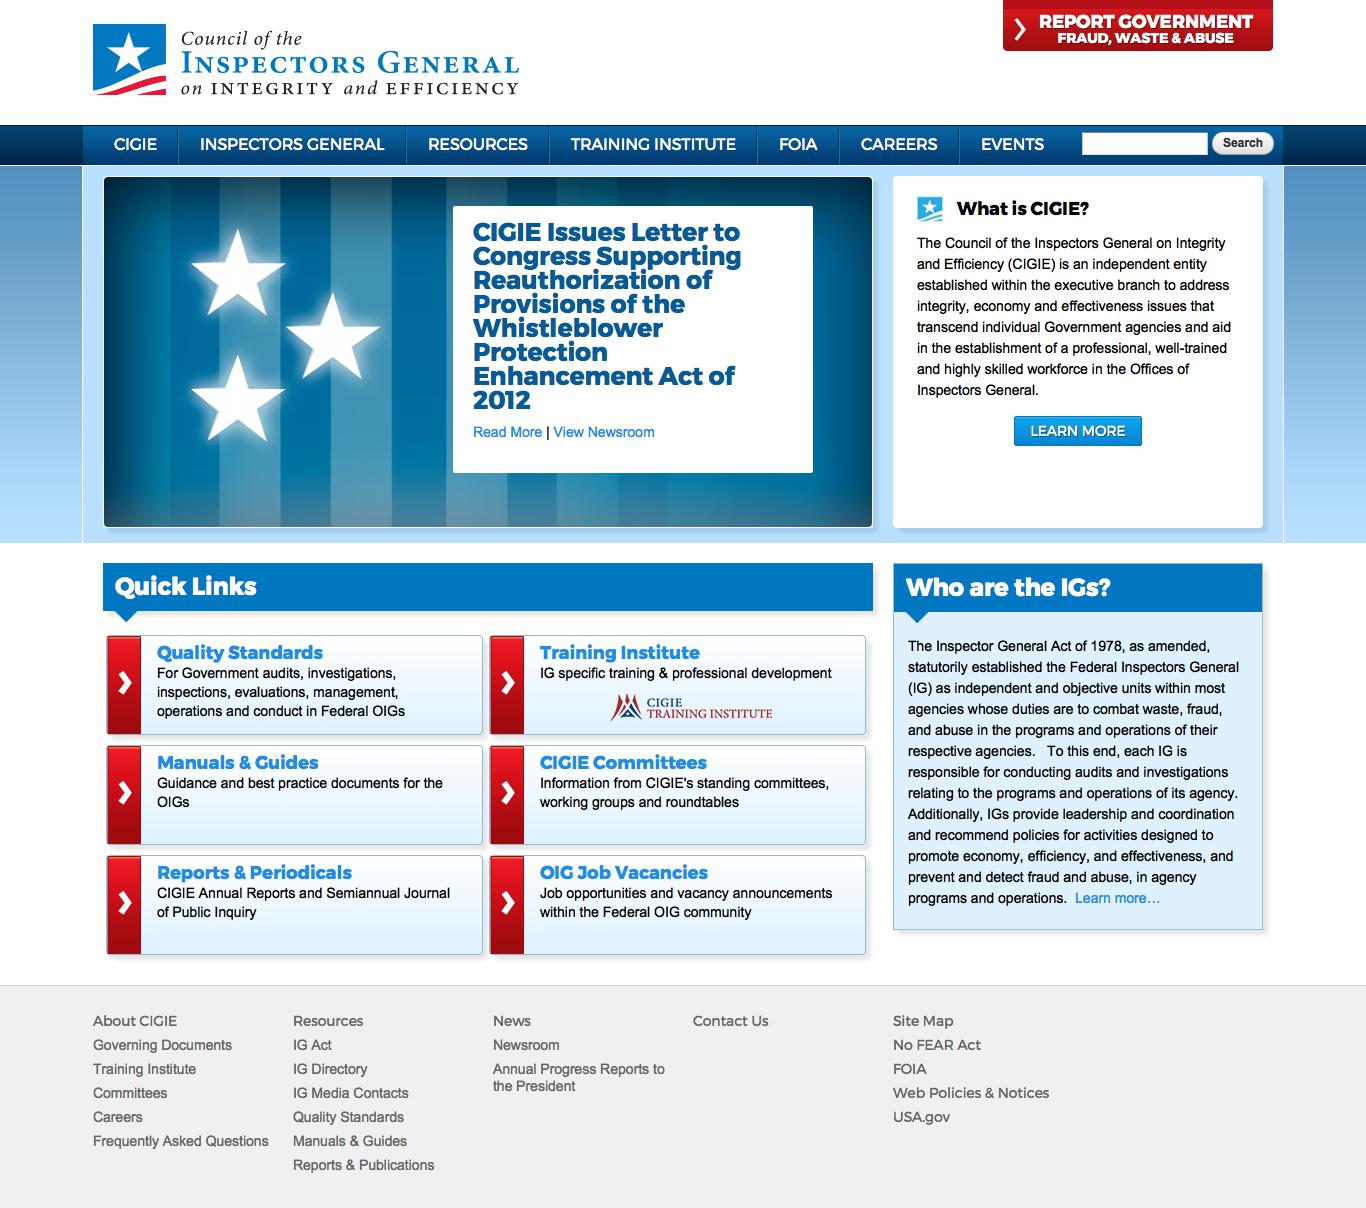 Council of the
INSPECTORS GENERAL
on INTEGRITY and EFFICIENCY
REPORT GOVERNMENT
FRAUD, WASTE & ABUSE
CIGIE
INSPECTORS GENERAL
RESOURCES
TRAINING INSTITUTE
FOIA
CAREERS
EVENTS
Search
CIGIE Issues Letter to
Congress Supporting
Reauthorization of
Provisions of the
Whistleblower
Protection
Enhancement Act of
2012
Read More | View Newsroom
What is CIGIE?
The Council of the Inspectors General on Integrity
and Efficiency (CIGIE) is an independent entity
established within the executive branch to address
integrity, economy and effectiveness issues that
transcend individual Government agencies and aid
in the establishment of a professional, well-trained
and highly skilled workforce in the Offices of
Inspectors General.
LEARN MORE
Quick Links
Quality Standards
For Government audits, investigations,
inspections, evaluations, management,
operations and conduct in Federal OIGs
Training Institute
IG specific training & professional development
CIGIE
TRAINING INSTITUTE
Manuals & Guides
Guidance and best practice documents for the
OIGs
CIGIE Committees
Information from CIGIE's standing committees,
working groups and roundtables
Reports & Periodicals
CIGIE Annual Reports and Semiannual Journal
of Public Inquiry
OIG Job Vacancies
Job opportunities and vacancy announcements
within the Federal OIG community
Who are the IGs?
The Inspector General Act of 1978, as amended,
statutorily established the Federal Inspectors General
(IG) as independent and objective units within most
agencies whose duties are to combat waste, fraud,
and abuse in the programs and operations of their
respective agencies. To this end, each IG is
responsible for conducting audits and investigations
relating to the programs and operations of its agency.
Additionally, IGs provide leadership and coordination
and recommend policies for activities designed to
promote economy, efficiency, and effectiveness, and
prevent and detect fraud and abuse, in agency
programs and operations. Learn more…
About CIGIE
Governing Documents
Training Institute
Committees
Careers
Frequently Asked Questions
Resources
IG Act
IG Directory
IG Media Contacts
Quality Standards
Manuals & Guides
Reports & Publications
News
Newsroom
Annual Progress Reports to
the President
Contact Us
Site Map
No FEAR Act
FOIA
Web Policies & Notices
USA.gov